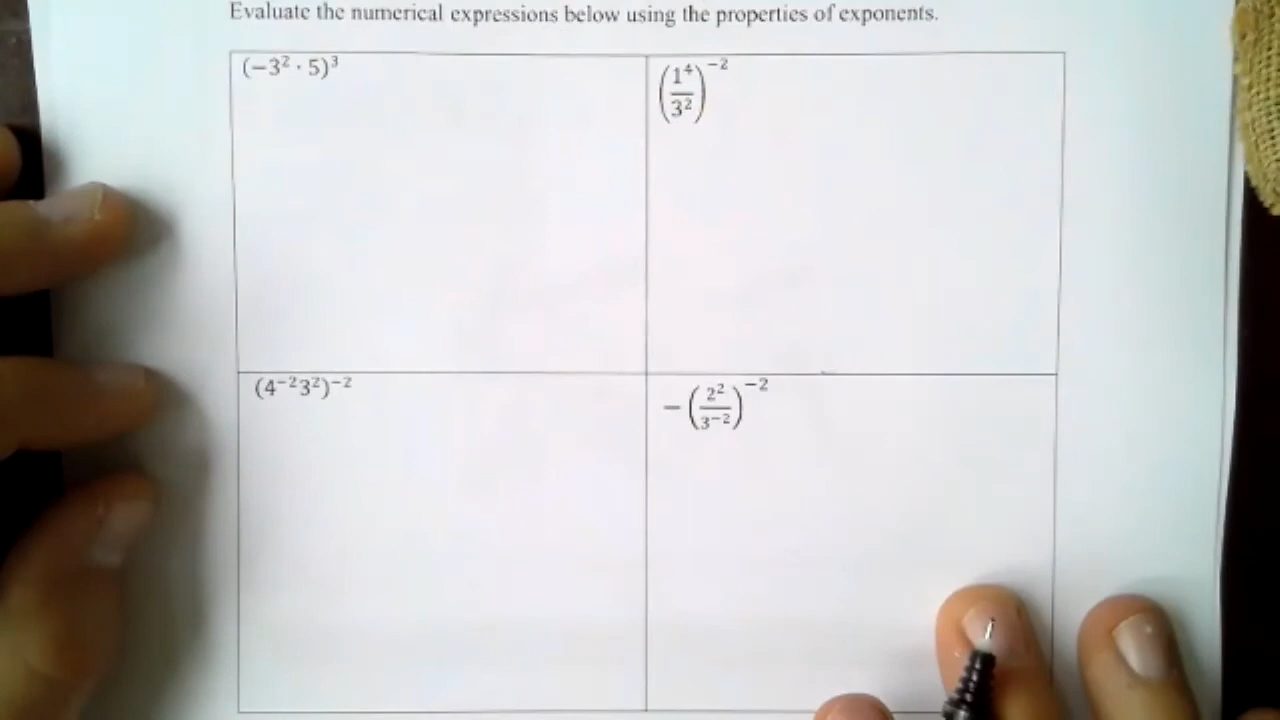 Evaluate the numerical expressions below using the properties of exponents.
(−3² · 5)³
(1⁴/3²)⁻²
(4⁻²3²)⁻²
−(2²/3⁻²)⁻²